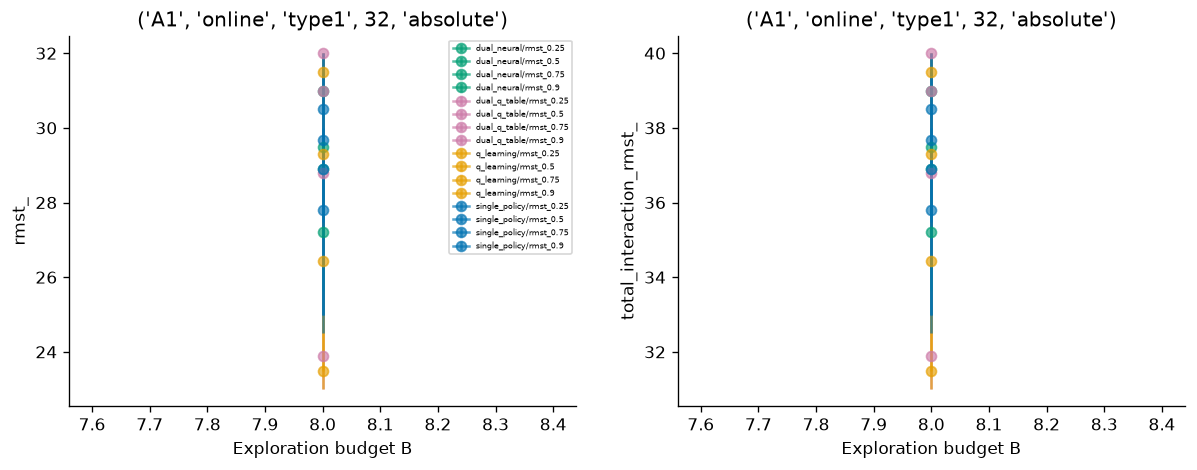 ('A1', 'online', 'type1', 32, 'absolute')
rmst_
32
30
28
26
24
dual_neural/rmst_0.25
dual_neural/rmst_0.5
dual_neural/rmst_0.75
dual_neural/rmst_0.9
dual_q_table/rmst_0.25
dual_q_table/rmst_0.5
dual_q_table/rmst_0.75
dual_q_table/rmst_0.9
q_learning/rmst_0.25
q_learning/rmst_0.5
q_learning/rmst_0.75
q_learning/rmst_0.9
single_policy/rmst_0.25
single_policy/rmst_0.5
single_policy/rmst_0.75
single_policy/rmst_0.9
7.6 7.7 7.8 7.9 8.0 8.1 8.2 8.3 8.4
Exploration budget B
('A1', 'online', 'type1', 32, 'absolute')
total_interaction_rmst_
40
38
36
34
32
7.6 7.7 7.8 7.9 8.0 8.1 8.2 8.3 8.4
Exploration budget B